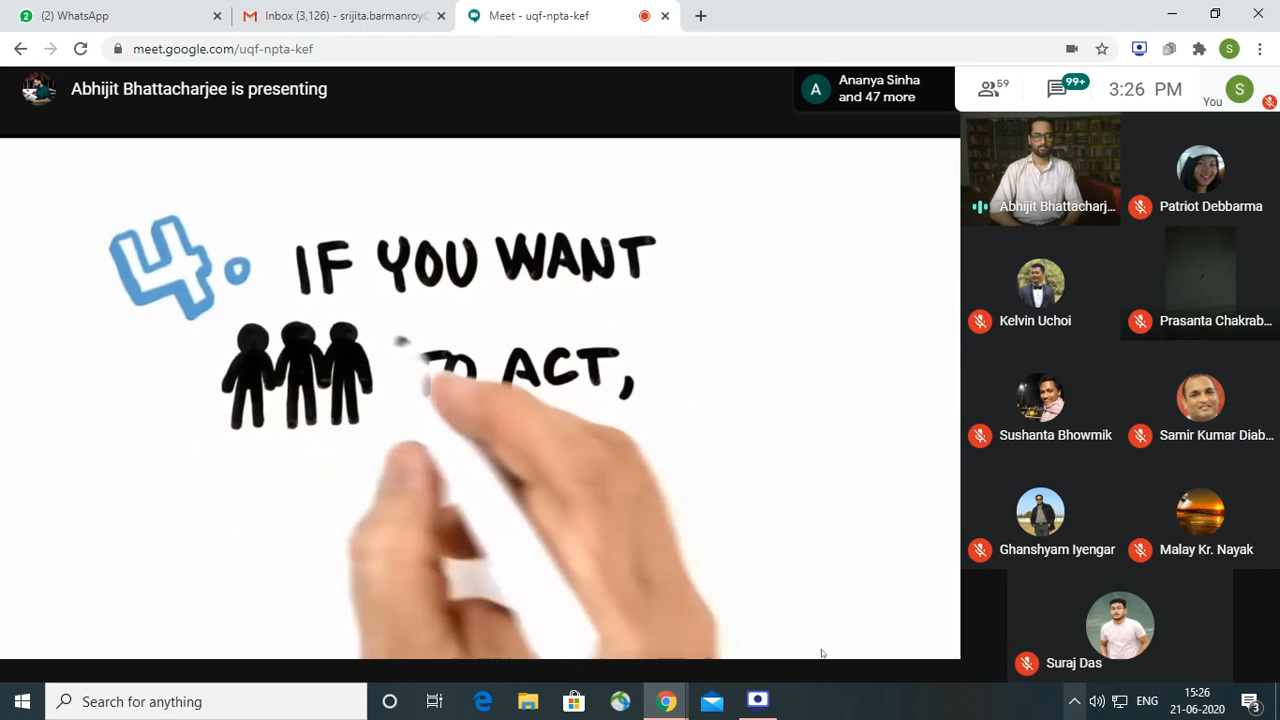 (2) WhatsApp
Inbox (3,126) - srijita.barmanroy
Meet - uqf-npta-kef
meet.google.com/uqf-npta-kef
S
Abhijit Bhattacharjee is presenting
A
Ananya Sinha
and 47 more
59
99+
3:26 PM
You
S
4. IF YOU WANT
TO ACT,
Abhijit Bhattacharj...
Patriot Debbarma
Kelvin Uchoi
Prasanta Chakrab...
Sushanta Bhowmik
Samir Kumar Diab...
Ghanshyam Iyengar
Malay Kr. Nayak
Suraj Das
Search for anything
ENG
15:26
21-06-2020
3